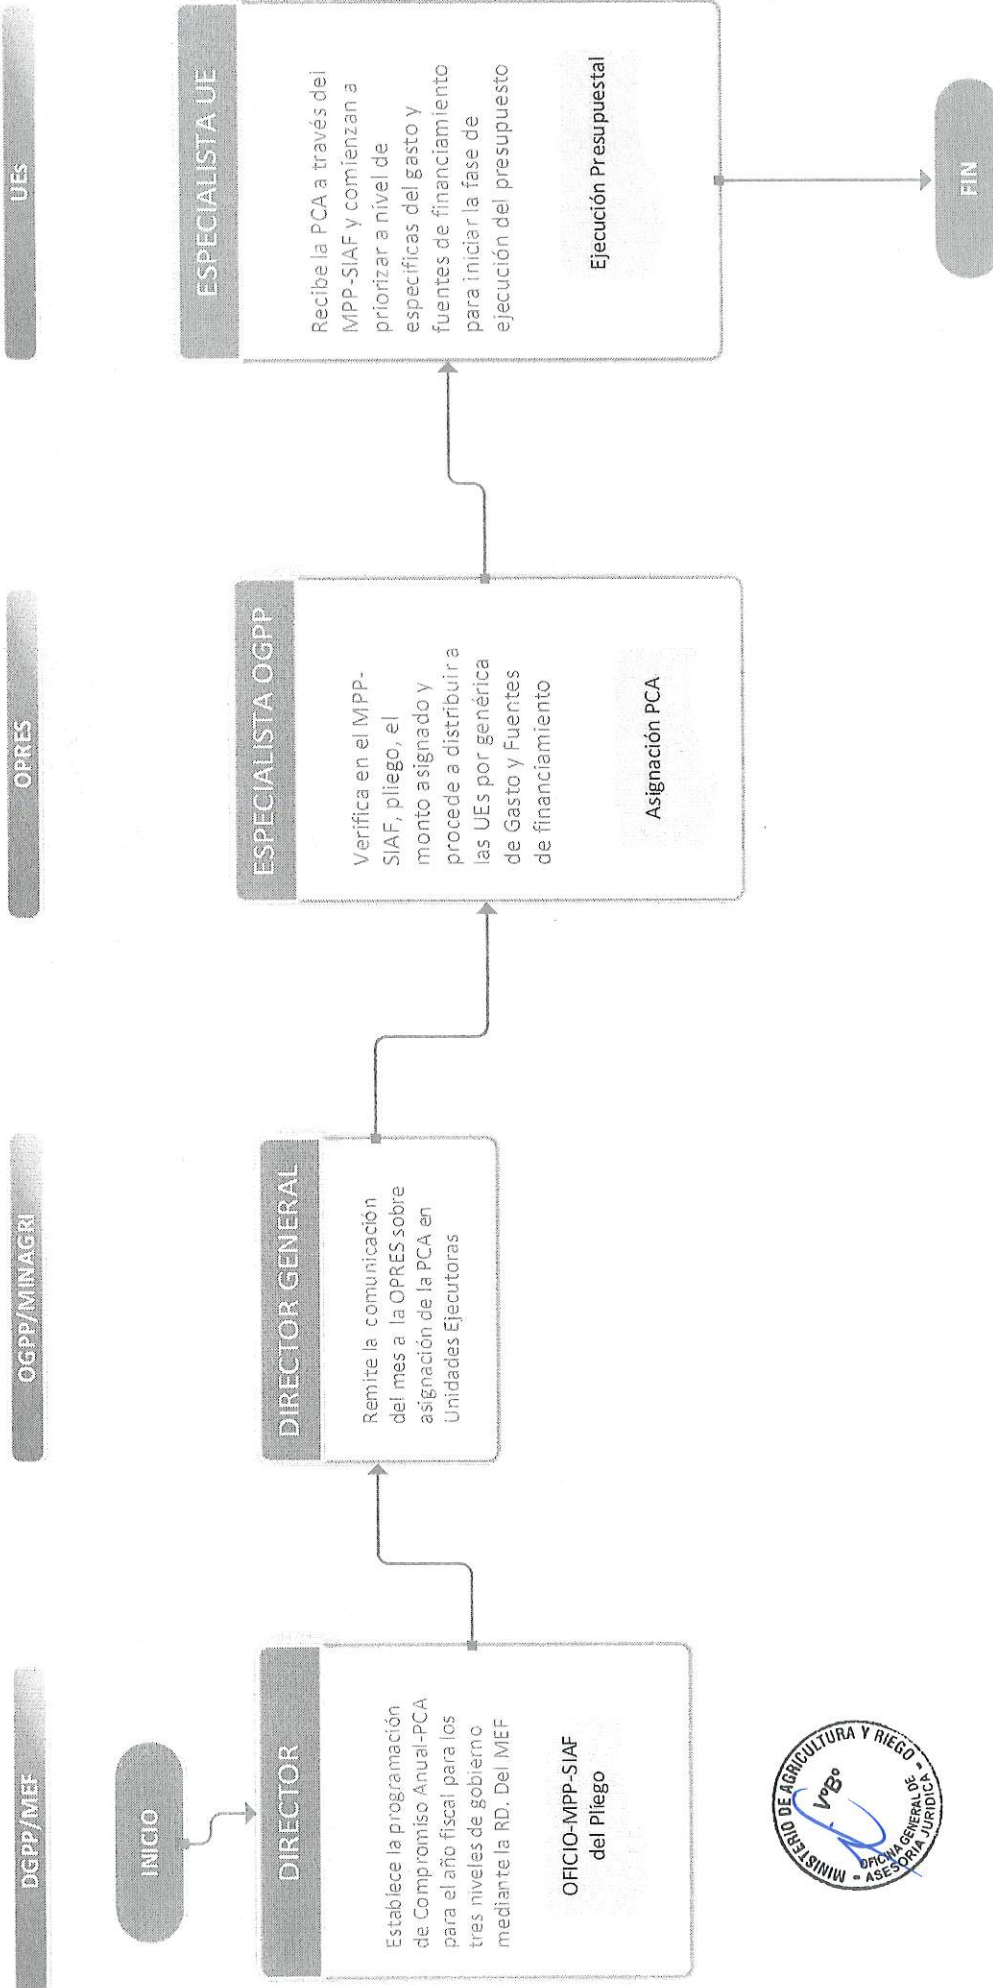 DGPP/MEF
OGPP/MINAGRI
OPRES
UEs
INICIO
DIRECTOR
Establece la programación
de Compromiso Anual-PCA
para el año fiscal para los
tres niveles de gobierno
mediante la RD. Del MEF
OFICIO-MPP-SIAF
del Pliego
DIRECTOR GENERAL
Remite la comunicación
del mes a la OPRES sobre
asignación de la PCA en
Unidades Ejecutoras
ESPECIALISTA OGPP
Verifica en el MPP-
SIAF, pliego, el
monto asignado y
procede a distribuir a
las UEs por genérica
de Gasto y Fuentes
de financiamiento
Asignación PCA
ESPECIALISTA UE
Recibe la PCA a través del
MPP-SIAF y comienzan a
priorizar a nivel de
especificas del gasto y
fuentes de financiamiento
para iniciar la fase de
ejecución del presupuesto
Ejecución Presupuestal
FIN
MINISTERIO DE AGRICULTURA Y RIEGO
VºBº
OFICINA GENERAL DE
ASESORIA JURIDICA